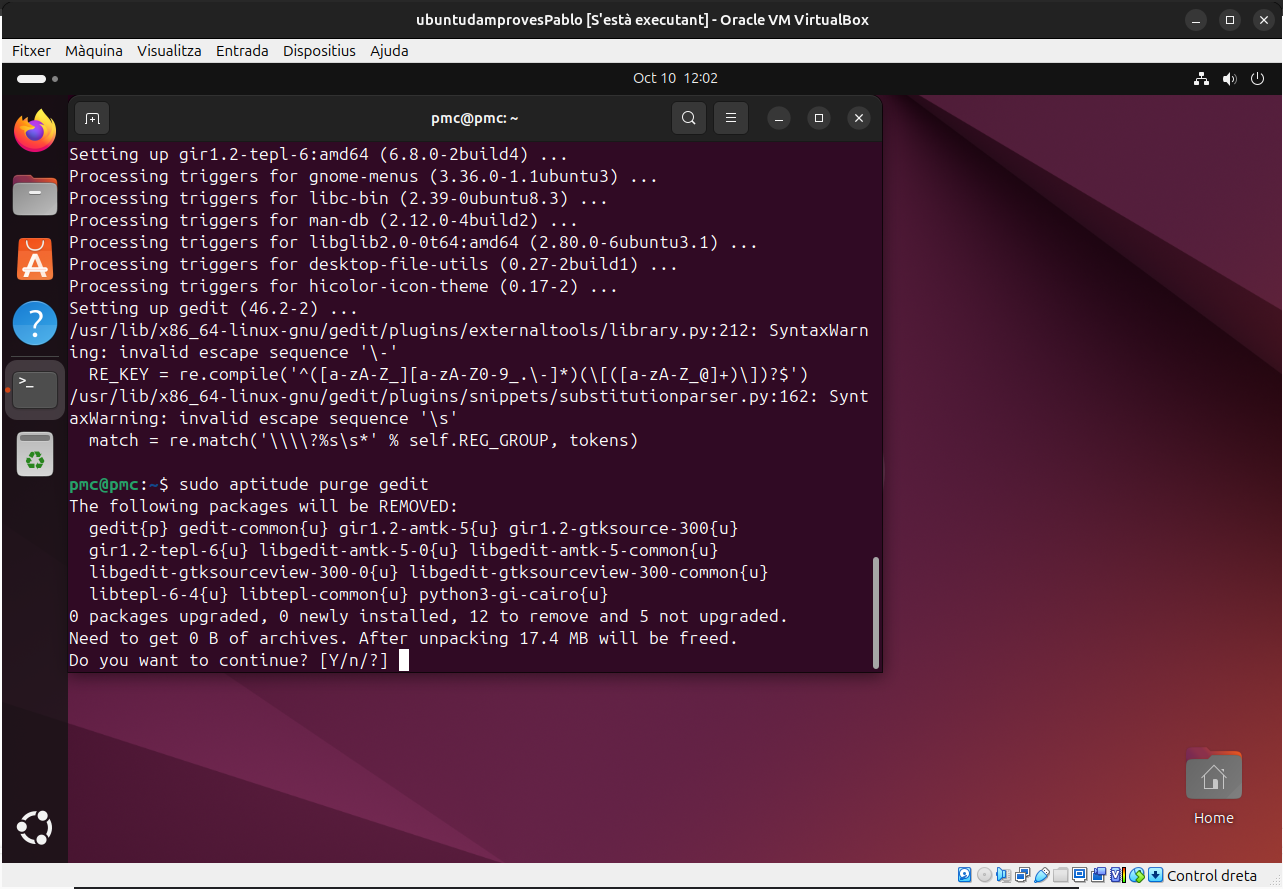 ubuntudamprovesPablo [S'està executant] - Oracle VM VirtualBox
Fitxer Màquina Visualitza Entrada Dispositius Ajuda
Oct 10 12:02
pmc@pmc: ~
Setting up gir1.2-tepl-6:amd64 (6.8.0-2build4) ...
Processing triggers for gnome-menus (3.36.0-1.1ubuntu3) ...
Processing triggers for libc-bin (2.39-0ubuntu8.3) ...
Processing triggers for man-db (2.12.0-4build2) ...
Processing triggers for libglib2.0-0t64:amd64 (2.80.0-6ubuntu3.1) ...
Processing triggers for desktop-file-utils (0.27-2build1) ...
Processing triggers for hicolor-icon-theme (0.17-2) ...
Setting up gedit (46.2-2) ...
/usr/lib/x86_64-linux-gnu/gedit/plugins/externaltools/library.py:212: SyntaxWarn
ing: invalid escape sequence '\-'
  RE_KEY = re.compile('^([a-zA-Z_][a-zA-Z0-9_.\-]*)(\[([a-zA-Z_@]+)\])?$')
/usr/lib/x86_64-linux-gnu/gedit/plugins/snippets/substitutionparser.py:162: Synt
axWarning: invalid escape sequence '\s'
  match = re.match('\\\\?%s\s*' % self.REG_GROUP, tokens)
pmc@pmc:~$ sudo aptitude purge gedit
The following packages will be REMOVED:
  gedit{p} gedit-common{u} gir1.2-amtk-5{u} gir1.2-gtksource-300{u}
  gir1.2-tepl-6{u} libgedit-amtk-5-0{u} libgedit-amtk-5-common{u}
  libgedit-gtksourceview-300-0{u} libgedit-gtksourceview-300-common{u}
  libtepl-6-4{u} libtepl-common{u} python3-gi-cairo{u}
0 packages upgraded, 0 newly installed, 12 to remove and 5 not upgraded.
Need to get 0 B of archives. After unpacking 17.4 MB will be freed.
Do you want to continue? [Y/n/?]
Home
Control dreta